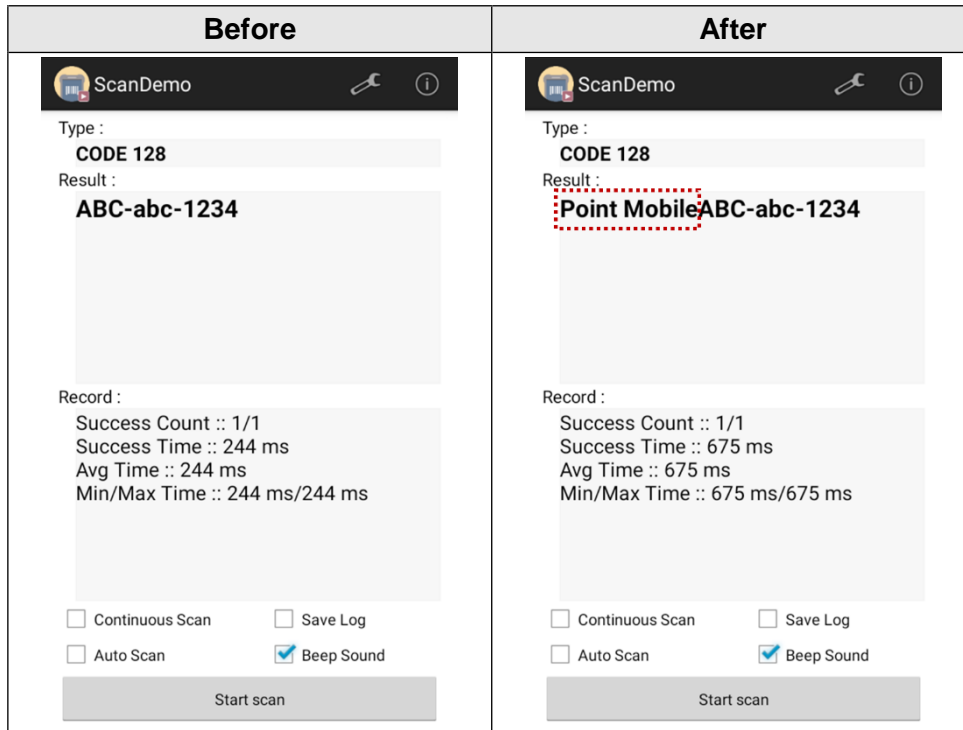 Before
ScanDemo
Type :
CODE 128
Result :
ABC-abc-1234
Record :
Success Count :: 1/1
Success Time :: 244 ms
Avg Time :: 244 ms
Min/Max Time :: 244 ms/244 ms
Continuous Scan
Save Log
Auto Scan
Beep Sound
Start scan
After
ScanDemo
Type :
CODE 128
Result :
Point MobileABC-abc-1234
Record :
Success Count :: 1/1
Success Time :: 675 ms
Avg Time :: 675 ms
Min/Max Time :: 675 ms/675 ms
Continuous Scan
Save Log
Auto Scan
Beep Sound
Start scan